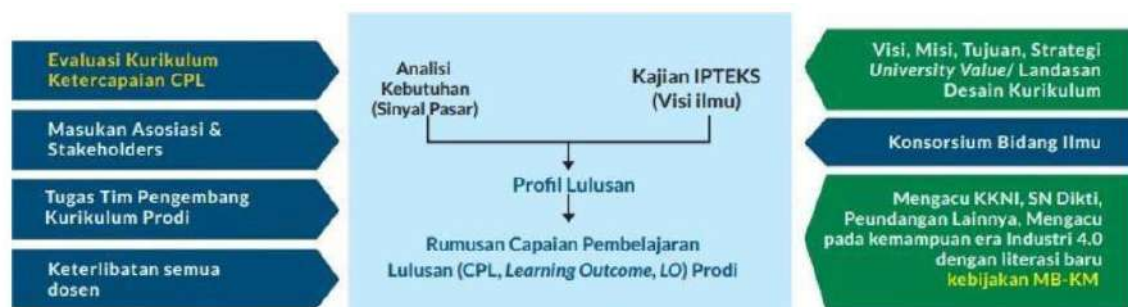 Evaluasi Kurikulum
Ketercapaian CPL
Masukan Asosiasi &
Stakeholders
Tugas Tim Pengembang
Kurikulum Prodi
Keterlibatan semua
dosen
Analisi
Kebutuhan
(Sinyal Pasar)
Kajian IPTEKS
(Visi ilmu)
Profil Lulusan
Rumusan Capaian Pembelajaran
Lulusan (CPL, Learning Outcome, LO) Prodi
Visi, Misi, Tujuan, Strategi
University Value/ Landasan
Desain Kurikulum
Konsorsium Bidang Ilmu
Mengacu KKNI, SN Dikti,
Peundangan Lainnya, Mengacu
pada kemampuan era Industri 4.0
dengan literasi baru
kebijakan MB-KM